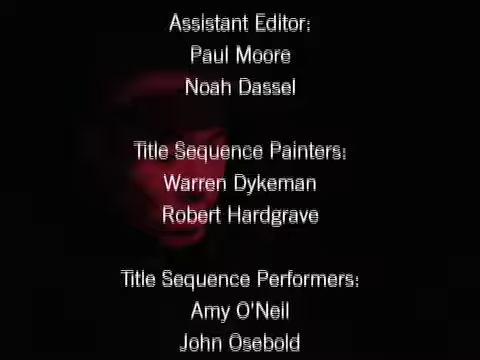 Assistant Editor:
Paul Moore
Noah Dassel
Title Sequence Painters:
Warren Dykeman
Robert Hardgrave
Title Sequence Performers:
Amy O'Neil
John Osebold